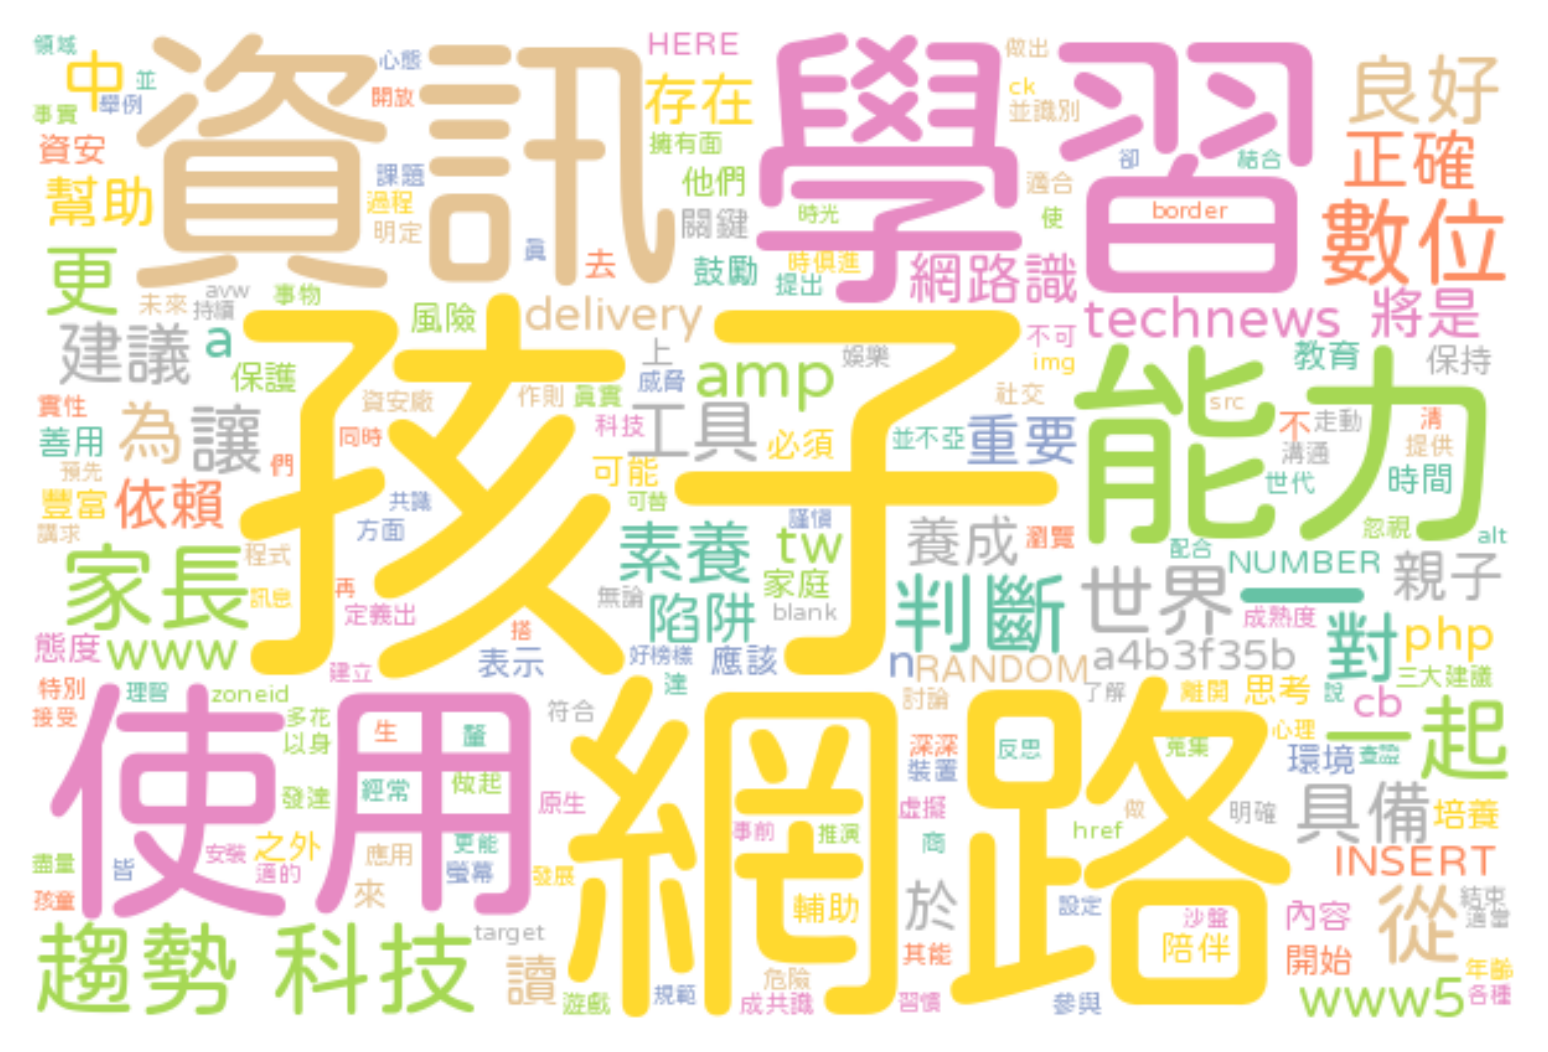 領域
中
並
舉例
事實
資安
幫助
資訊
心態
開放
課題
過程
明定
真
去
HERE
存在
擁有面
他們
關鍵
鼓勵
學習
時光
時俱進
提出
網路識
做出
ck
並識別
適合
使
卻
結合
border
良好
正確
數位
更
未來
avw
持續
事物
建議
a
保護
風險
delivery
不可
technews
將是
img
孩子
上
威脅
amp
娛樂
社交
能力
教育
保持
src
不
走動
清
提供
溝通
世代
時間
忽視
alt
實性
善用
為
讓
預先
們
豐富
依賴
講求
資安廠
同時
共識
方面
作則
真實
科技
工具
必須
並不亞
重要
可能
可替
謹慎
家長
程式
訊息
再
定義出
搭
建立
素養
tw
家庭
blank
無論
陷阱
養成
瀏覽
判斷
配合
世界
NUMBER
一
成熟度
親子
態度
www
表示
好榜樣
達
應該
n
RANDOM
a4b3f35b
對
php
三大建議
特別
接受
理智
zoneid
多花
以身
使用
生
釐
經常
做起
更能
螢幕
應用
來
發達
之外
適的
安裝
皆
盡量
孩童
符合
原生
發展
網路
事前
推演
輔助
討論
深深
裝置
虛擬
商
於
其能
反思
了解
離開
思考
說
cb
蒐集
心理
一起
環境
查證
做
明確
href
具備
培養
INSERT
設定
沙盤
陪伴
內容
開始
從
結束
適當
年齡
各種
www5
趨勢
科技
target
讀
遊戲
規範
危險
成共識
習慣
參與